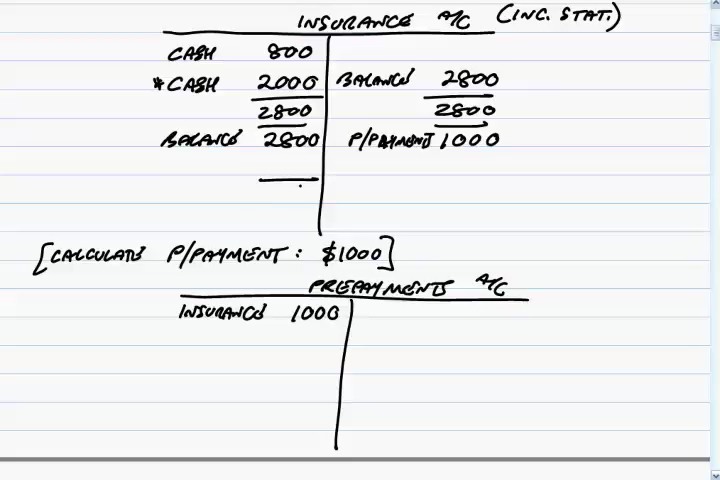 INSURANCE A/C (INC. STAT.)
CASH 800
*CASH 2000 BALANCE 2800
2800 2800
BALANCE 2800 P/PAYMENT 1000
[CALCULATE P/PAYMENT: $1000]
PREPAYMENTS A/C
INSURANCE 1000